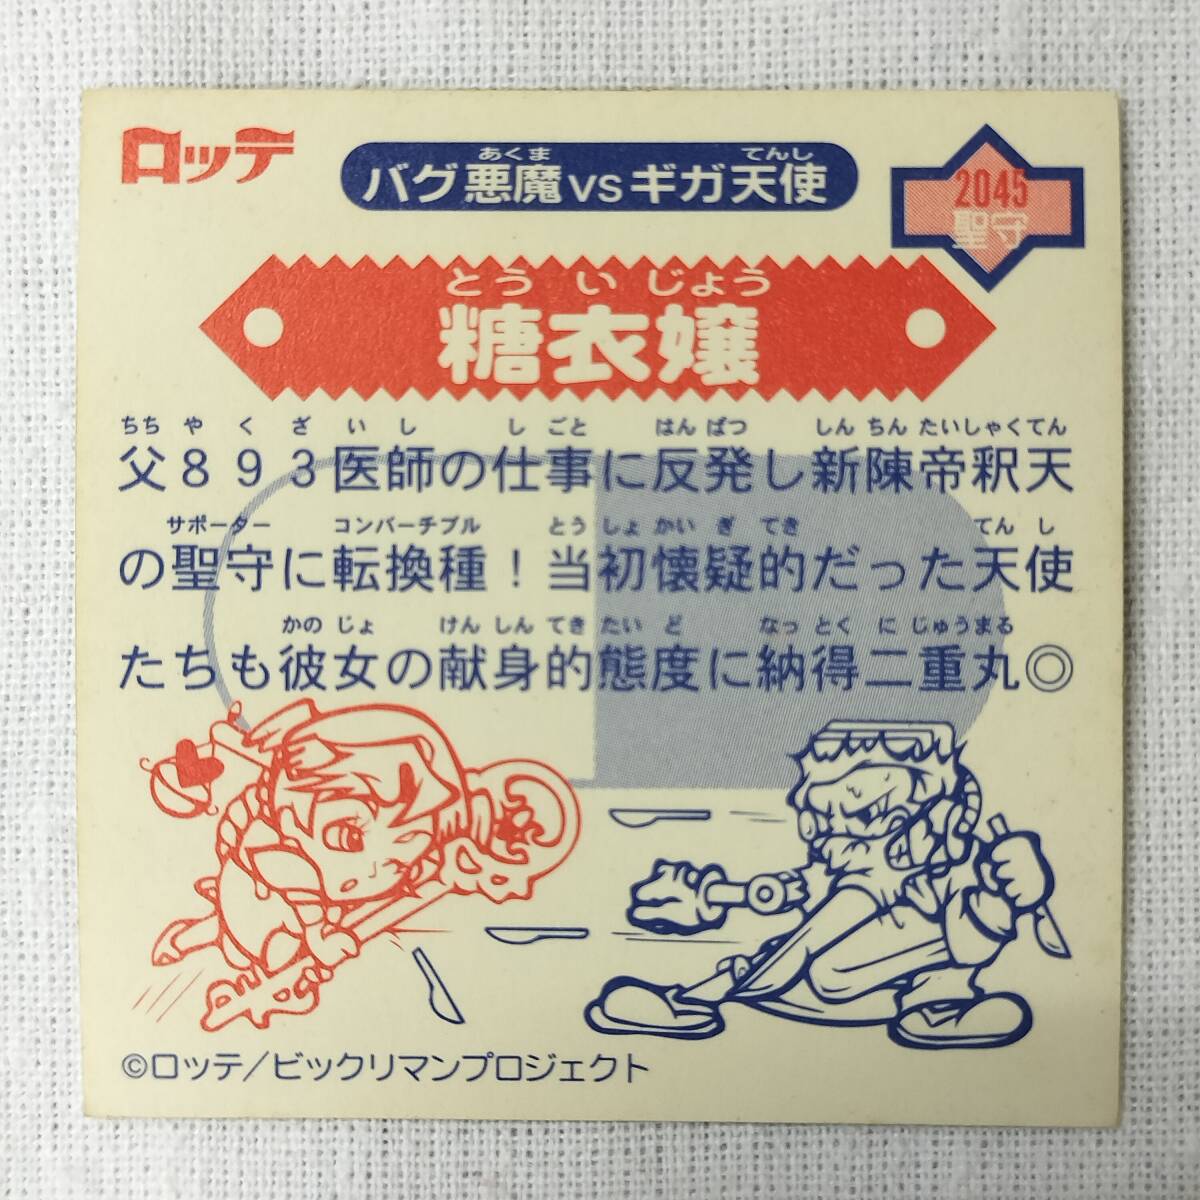 ロッテ
あくま てんし
バグ悪魔vsギガ天使
2045
聖守
とういじょう
糖衣嬢
ちち や く ざ い し し ごと はん ぱつ しん ちん たいしゃくてん
父893医師の仕事に反発し新陳帝釈天
サポーター コンバーチブル とう しょ かい ぎ てき てん し
の聖守に転換種！当初懐疑的だった天使
かの じょ けん しん てき たい ど なっ とく に じゅうまる
たちも彼女の献身的態度に納得二重丸◎
©ロッテ/ビックリマンプロジェクト